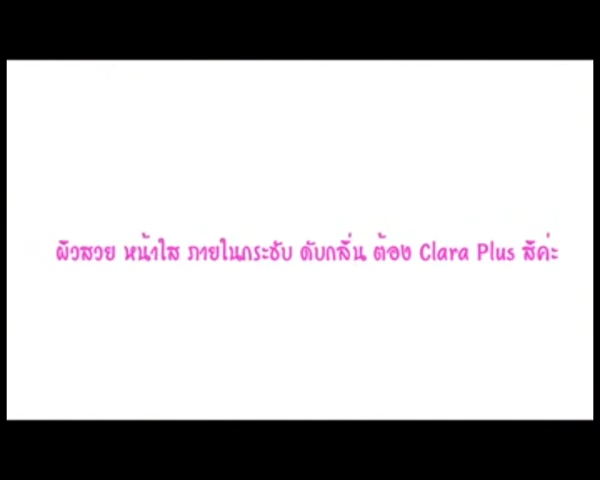 ผิวสวย หน้าใส ภายในกระชับ ดับกลิ่น ต้อง Clara Plus สิค่ะ